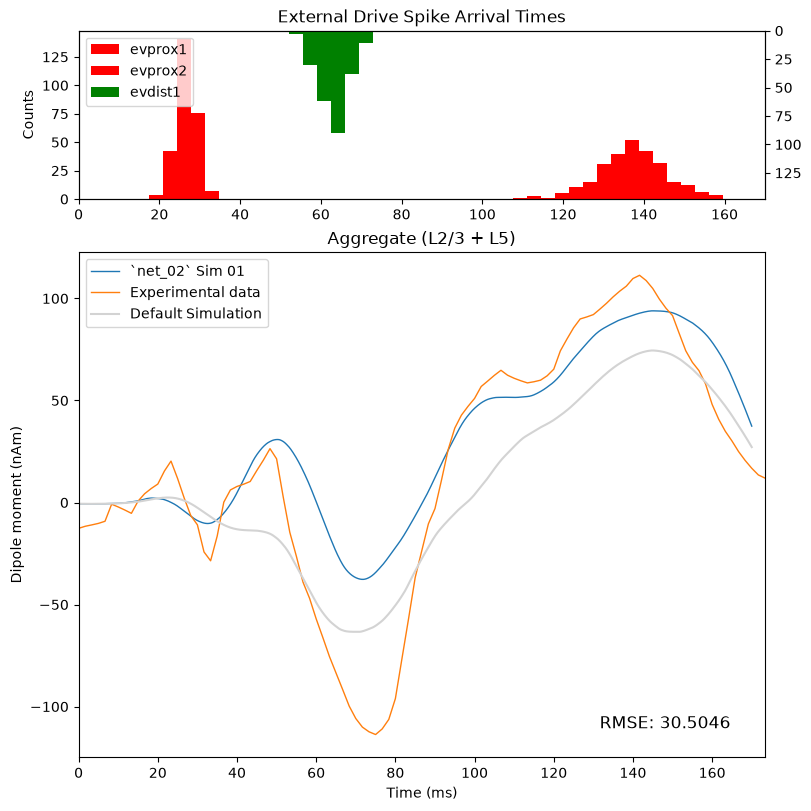 External Drive Spike Arrival Times
evprox1
evprox2
evdist1
Counts
0
25
50
75
100
125
0
25
50
75
100
125
0 20 40 60 80 100 120 140 160
Aggregate (L2/3 + L5)
`net_02` Sim 01
Experimental data
Default Simulation
Dipole moment (nAm)
100
50
0
−50
−100
RMSE: 30.5046
0 20 40 60 80 100 120 140 160
Time (ms)